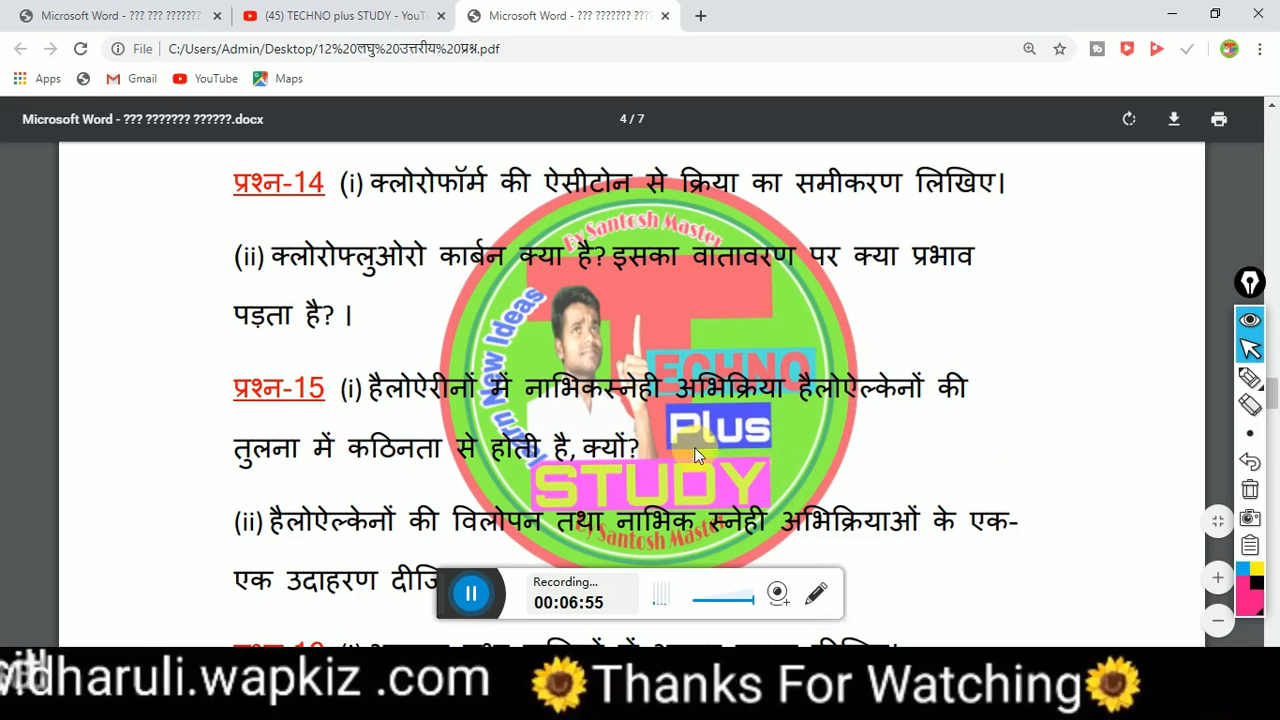 Microsoft Word - ??? ??? ???????
(45) TECHNO plus STUDY - YouT
Microsoft Word - ??? ??????? ???
File C:/Users/Admin/Desktop/12%20लघु%20उत्तरीय%20प्रश्न.pdf
Apps Gmail YouTube Maps
Microsoft Word - ??? ??????? ??????.docx 4 / 7
प्रश्न-14 (i) क्लोरोफॉर्म की ऐसीटोन से क्रिया का समीकरण लिखिए।
By Santosh Master
(ii) क्लोरोफ्लुओरो कार्बन क्या है? इसका वातावरण पर क्या प्रभाव
पड़ता है? ।
Learn New Ideas
TECHNO
प्रश्न-15 (i) हैलोऐरीनों में नाभिकस्नेही अभिक्रिया हैलोऐल्केनों की
Plus
तुलना में कठिनता से होती है, क्यों?
STUDY
(ii) हैलोऐल्केनों की विलोपन तथा नाभिक स्नेही अभिक्रियाओं के एक-
By Santosh Master
एक उदाहरण
Recording...
00:06:55
dharuli.wapkiz .com Thanks For Watching